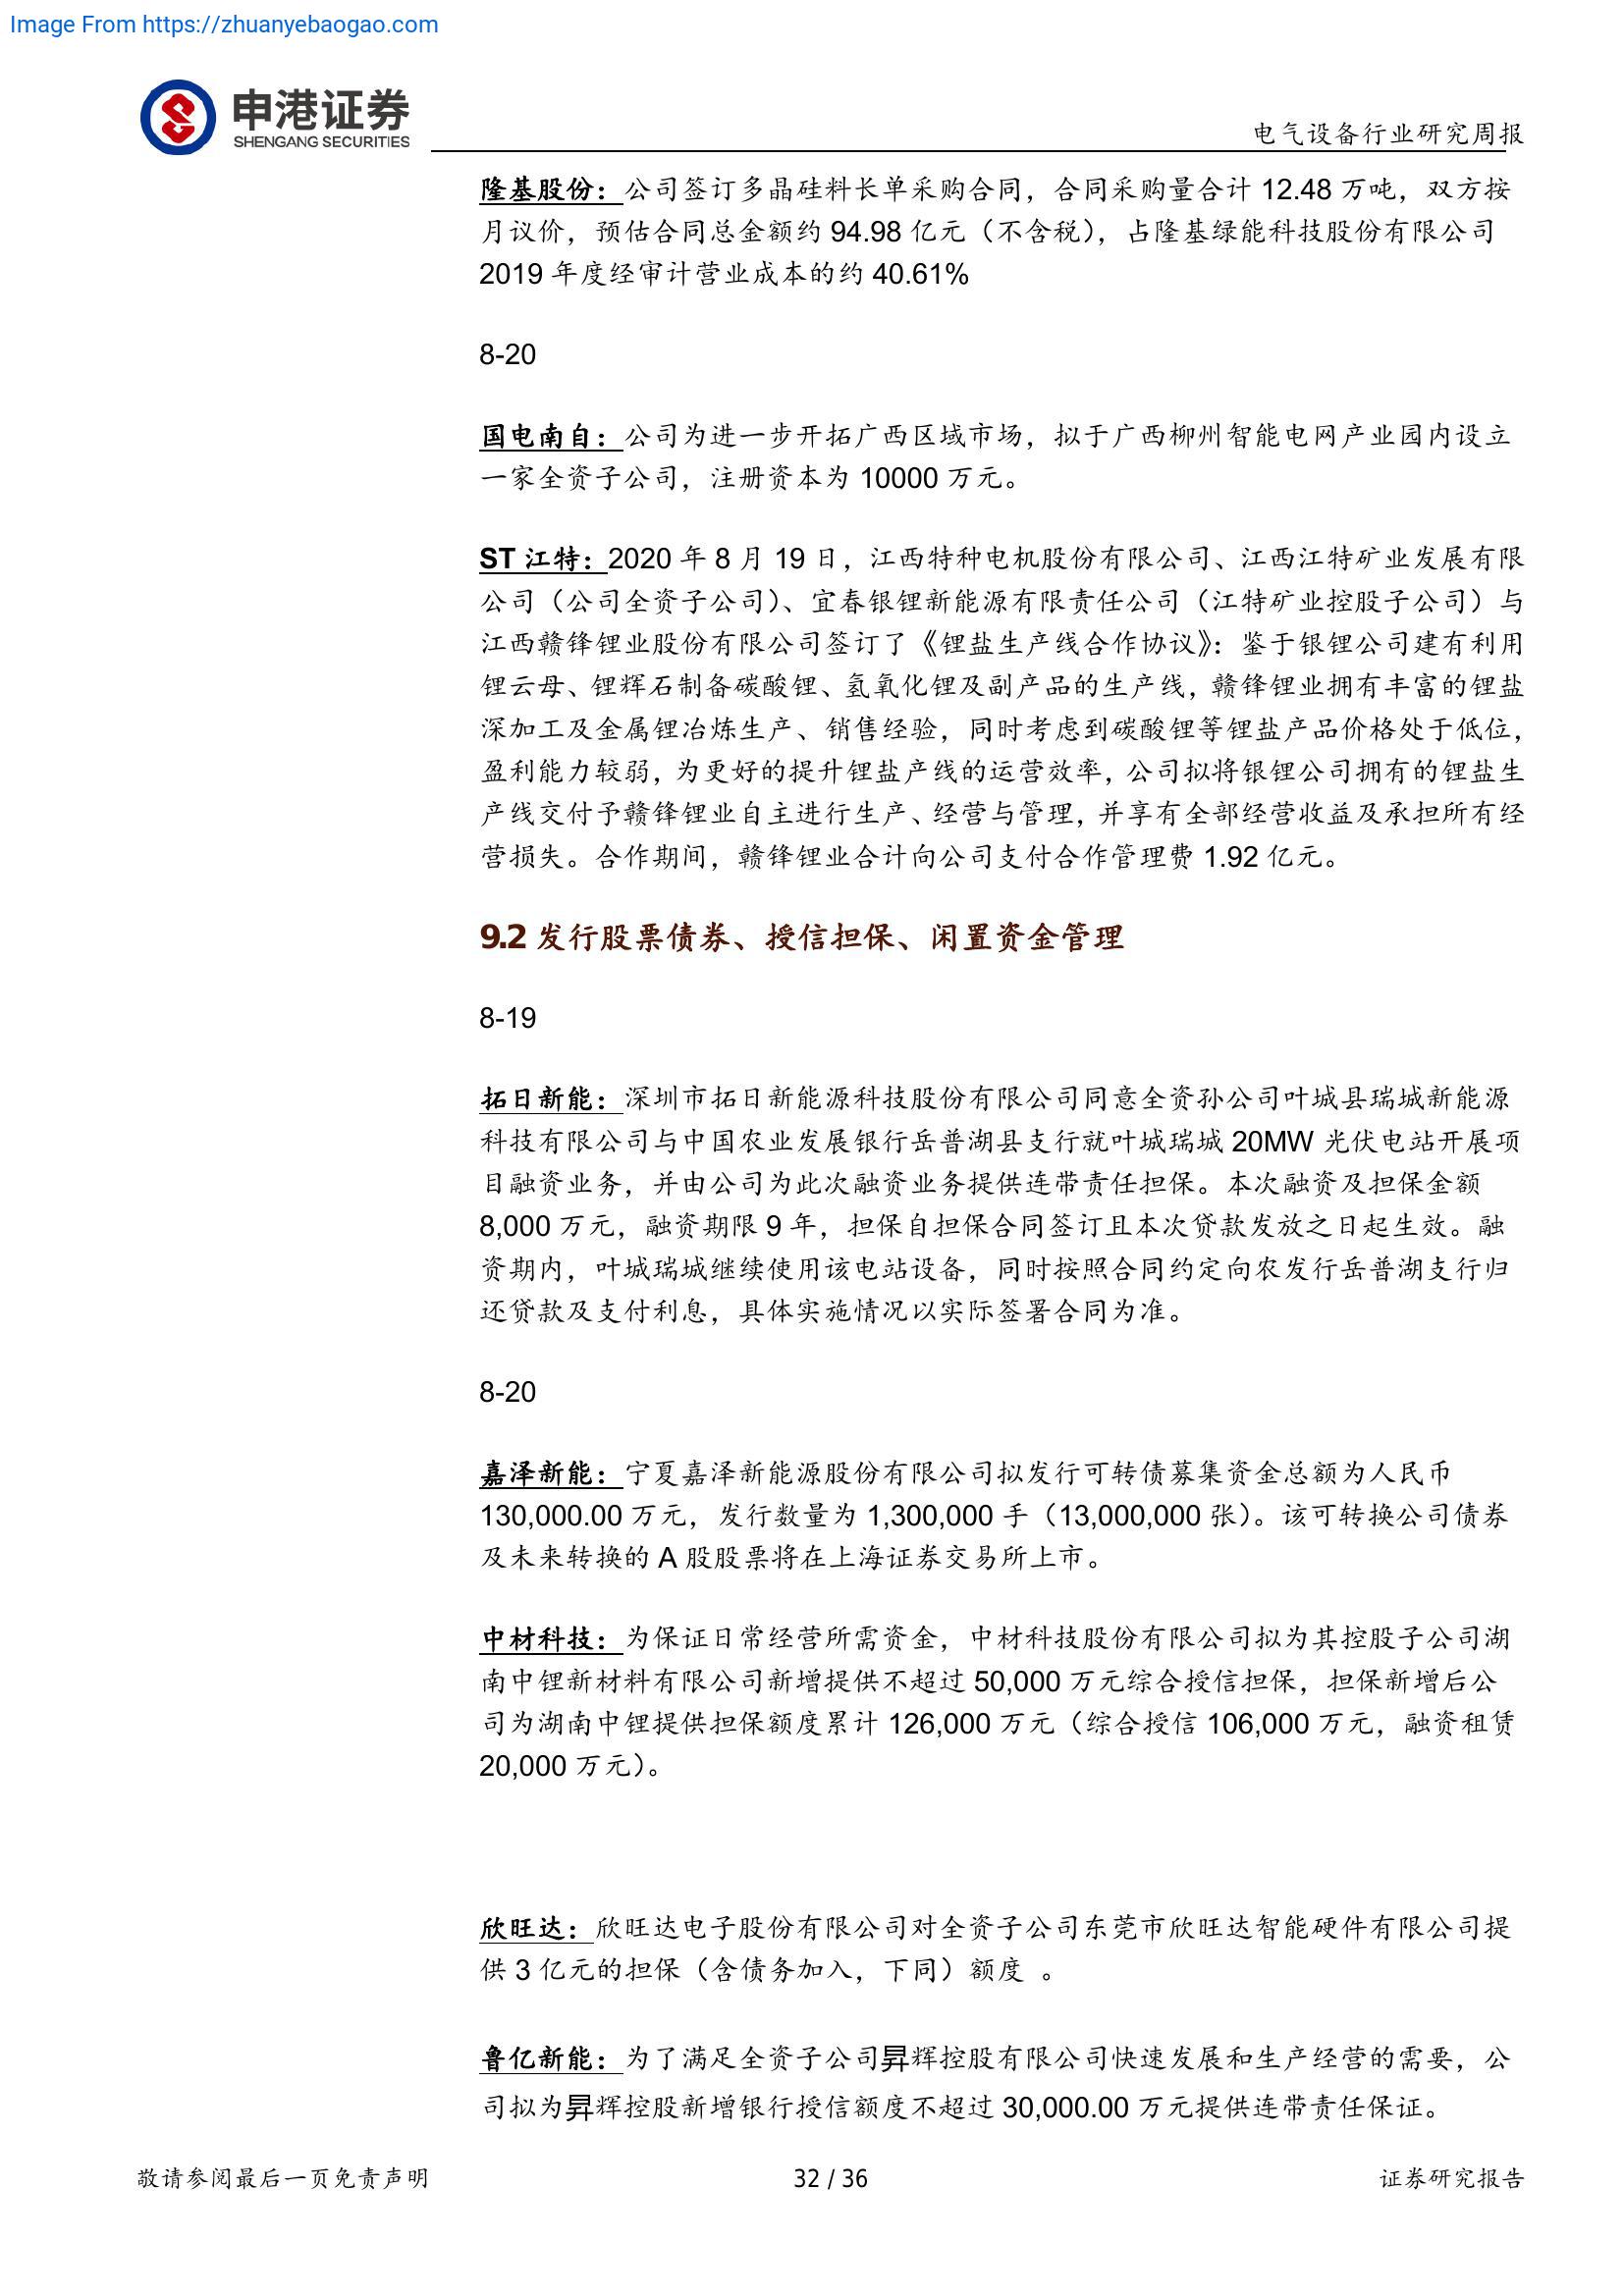 Image From https://zhuanyebaogao.com
申港证券
SHENGANG SECURITIES
电气设备行业研究周报
隆基股份：公司签订多晶硅料长单采购合同，合同采购量合计 12.48 万吨，双方按
月议价，预估合同总金额约 94.98 亿元（不含税），占隆基绿能科技股份有限公司
2019 年度经审计营业成本的约 40.61%
8-20
国电南自：公司为进一步开拓广西区域市场，拟于广西柳州智能电网产业园内设立
一家全资子公司，注册资本为 10000 万元。
ST 江特：2020 年 8 月 19 日，江西特种电机股份有限公司、江西江特矿业发展有限
公司（公司全资子公司）、宜春银锂新能源有限责任公司（江特矿业控股子公司）与
江西赣锋锂业股份有限公司签订了《锂盐生产线合作协议》：鉴于银锂公司建有利用
锂云母、锂辉石制备碳酸锂、氢氧化锂及副产品的生产线，赣锋锂业拥有丰富的锂盐
深加工及金属锂冶炼生产、销售经验，同时考虑到碳酸锂等锂盐产品价格处于低位，
盈利能力较弱，为更好的提升锂盐产线的运营效率，公司拟将银锂公司拥有的锂盐生
产线交付予赣锋锂业自主进行生产、经营与管理，并享有全部经营收益及承担所有经
营损失。合作期间，赣锋锂业合计向公司支付合作管理费 1.92 亿元。
9.2 发行股票债券、授信担保、闲置资金管理
8-19
拓日新能：深圳市拓日新能源科技股份有限公司同意全资孙公司叶城县瑞城新能源
科技有限公司与中国农业发展银行岳普湖县支行就叶城瑞城 20MW 光伏电站开展项
目融资业务，并由公司为此次融资业务提供连带责任担保。本次融资及担保金额
8,000 万元，融资期限 9 年，担保自担保合同签订且本次贷款发放之日起生效。融
资期内，叶城瑞城继续使用该电站设备，同时按照合同约定向农发行岳普湖支行归
还贷款及支付利息，具体实施情况以实际签署合同为准。
8-20
嘉泽新能：宁夏嘉泽新能源股份有限公司拟发行可转债募集资金总额为人民币
130,000.00 万元，发行数量为 1,300,000 手（13,000,000 张）。该可转换公司债券
及未来转换的 A 股股票将在上海证券交易所上市。
中材科技：为保证日常经营所需资金，中材科技股份有限公司拟为其控股子公司湖
南中锂新材料有限公司新增提供不超过 50,000 万元综合授信担保，担保新增后公
司为湖南中锂提供担保额度累计 126,000 万元（综合授信 106,000 万元，融资租赁
20,000 万元）。
欣旺达：欣旺达电子股份有限公司对全资子公司东莞市欣旺达智能硬件有限公司提
供 3 亿元的担保（含债务加入，下同）额度 。
鲁亿新能：为了满足全资子公司昇辉控股有限公司快速发展和生产经营的需要，公
司拟为昇辉控股新增银行授信额度不超过 30,000.00 万元提供连带责任保证。
敬请参阅最后一页免责声明
32 / 36
证券研究报告